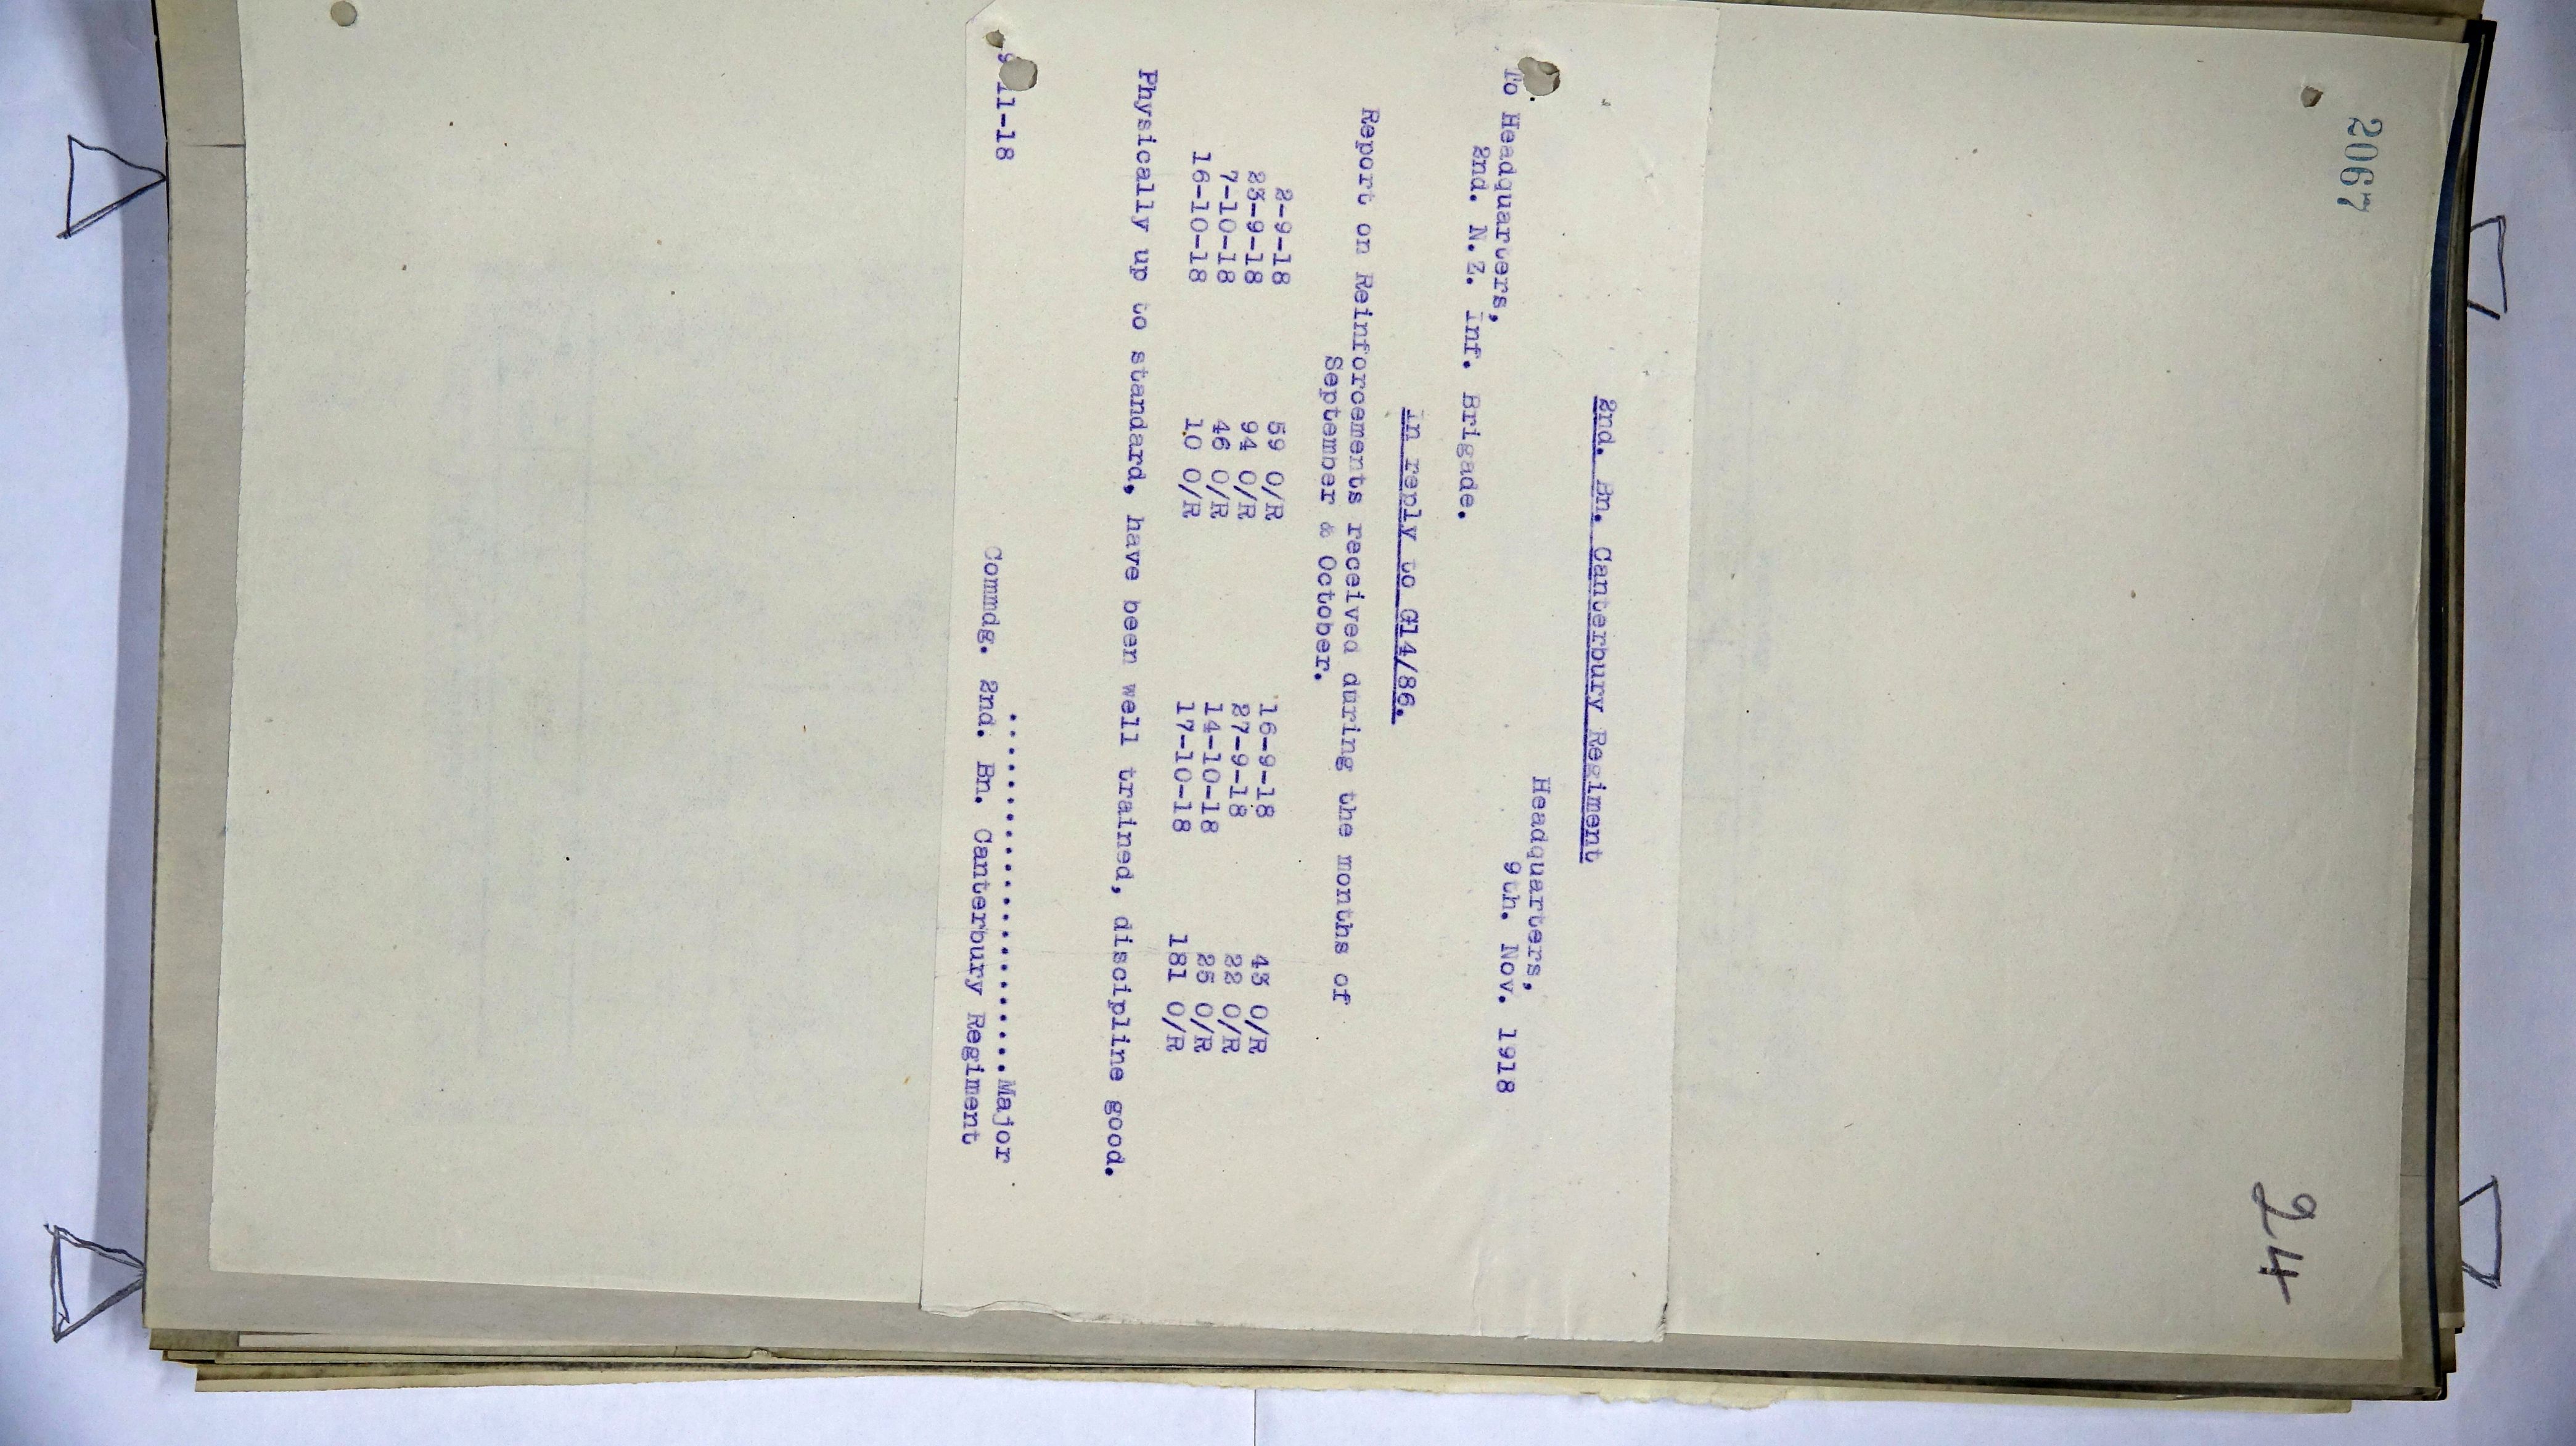 2067
24
2nd. Bn. Canterbury Regiment
Headquarters,
9th. Nov. 1918
To Headquarters,
2nd. N.Z. Inf. Brigade.
In reply to G14/86.
Report on Reinforcements received during the months of
September & October.
2-9-18 59 O/R 16-9-18 43 O/R
23-9-18 94 O/R 27-9-18 22 O/R
7-10-18 46 O/R 14-10-18 25 O/R
16-10-18 10 O/R 17-10-18 181 O/R
Physically up to standard, have been well trained, discipline good.
9-11-18 ........................Major
Commdg. 2nd. Bn. Canterbury Regiment